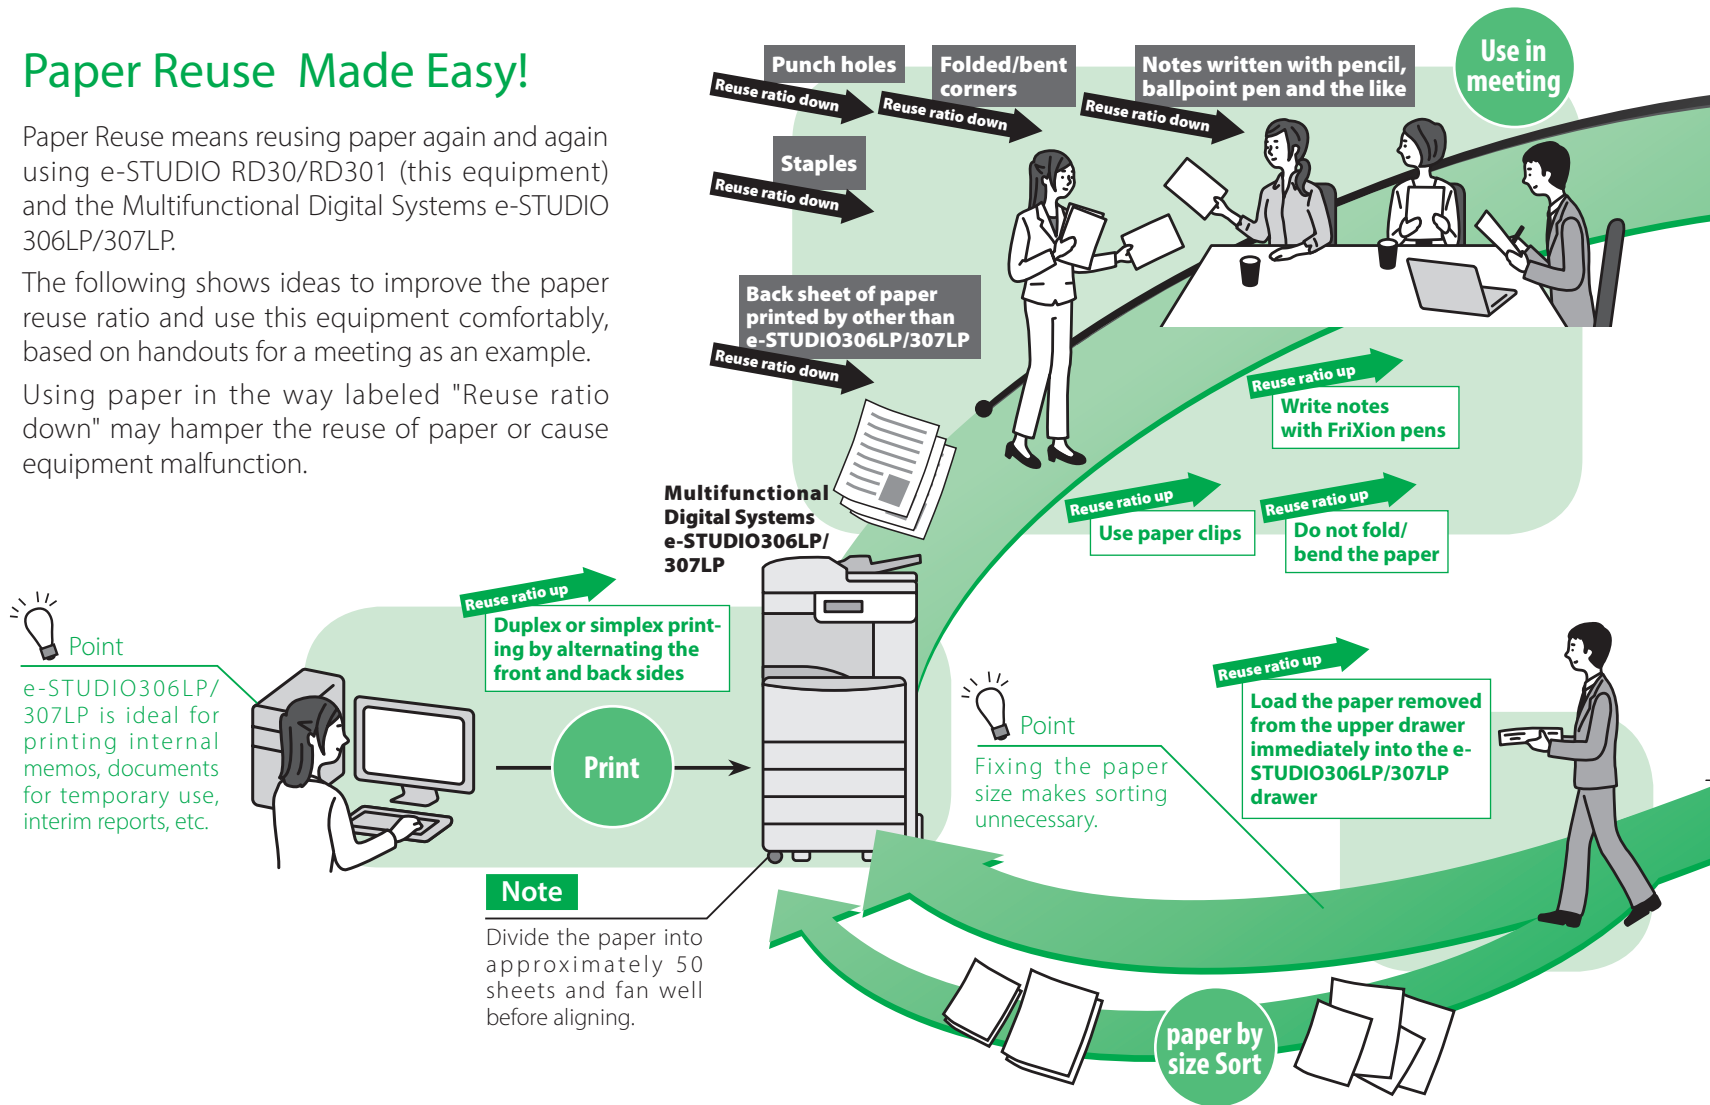 Paper Reuse Made Easy!
Paper Reuse means reusing paper again and again
using e-STUDIO RD30/RD301 (this equipment)
and the Multifunctional Digital Systems e-STUDIO
306LP/307LP.
The following shows ideas to improve the paper
reuse ratio and use this equipment comfortably,
based on handouts for a meeting as an example.
Using paper in the way labeled "Reuse ratio
down" may hamper the reuse of paper or cause
equipment malfunction.
Punch holes
Reuse ratio down
Folded/bent
corners
Reuse ratio down
Notes written with pencil,
ballpoint pen and the like
Reuse ratio down
Use in
meeting
Staples
Reuse ratio down
Back sheet of paper
printed by other than
e-STUDIO306LP/307LP
Reuse ratio down
Reuse ratio up
Write notes
with FriXion pens
Reuse ratio up
Use paper clips
Reuse ratio up
Do not fold/
bend the paper
Multifunctional
Digital Systems
e-STUDIO306LP/
307LP
Reuse ratio up
Duplex or simplex print-
ing by alternating the
front and back sides
Point
e-STUDIO306LP/
307LP is ideal for
printing internal
memos, documents
for temporary use,
interim reports, etc.
Print
Note
Divide the paper into
approximately 50
sheets and fan well
before aligning.
Point
Fixing the paper
size makes sorting
unnecessary.
Reuse ratio up
Load the paper removed
from the upper drawer
immediately into the e-
STUDIO306LP/307LP
drawer
paper by
size Sort